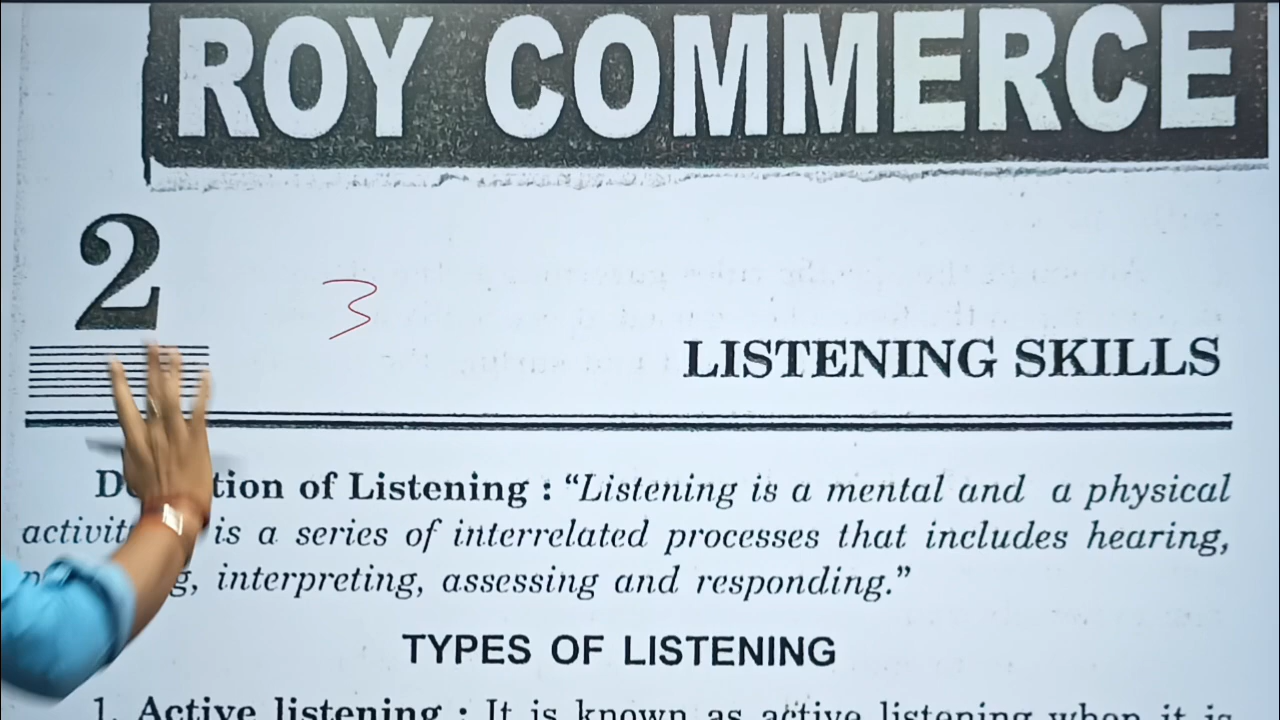 ROY COMMERCE
2
3
LISTENING SKILLS
tion of Listening : “Listening is a mental and a physical
is a series of interrelated processes that includes hearing,
interpreting, assessing and responding.”
TYPES OF LISTENING
1. Active listening : It is known as active listening when it is